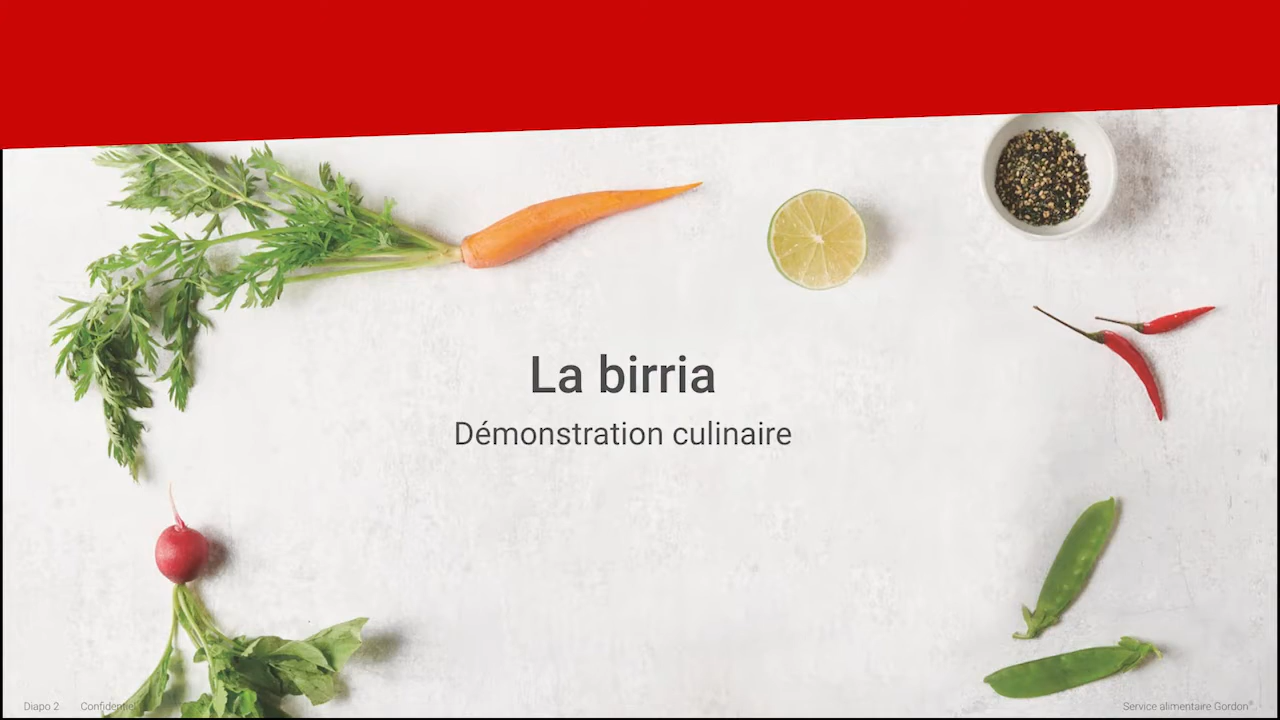 La birria
Démonstration culinaire
Diapo 2 Confidentiel
Service alimentaire Gordon®